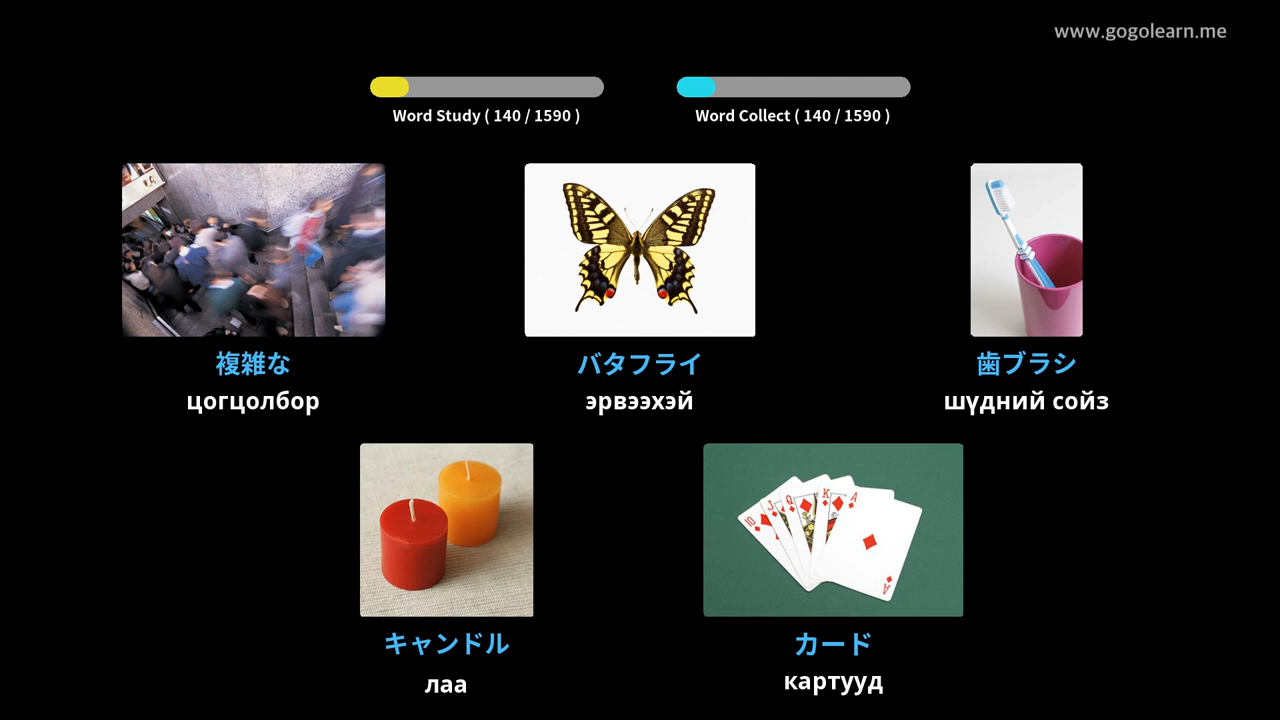 www.gogolearn.me
Word Study ( 140 / 1590 )
Word Collect ( 140 / 1590 )
複雑な
цогцолбор
バタフライ
эрвээхэй
歯ブラシ
шүдний сойз
キャンドル
лаа
10 J Q K A
A
カード
картууд